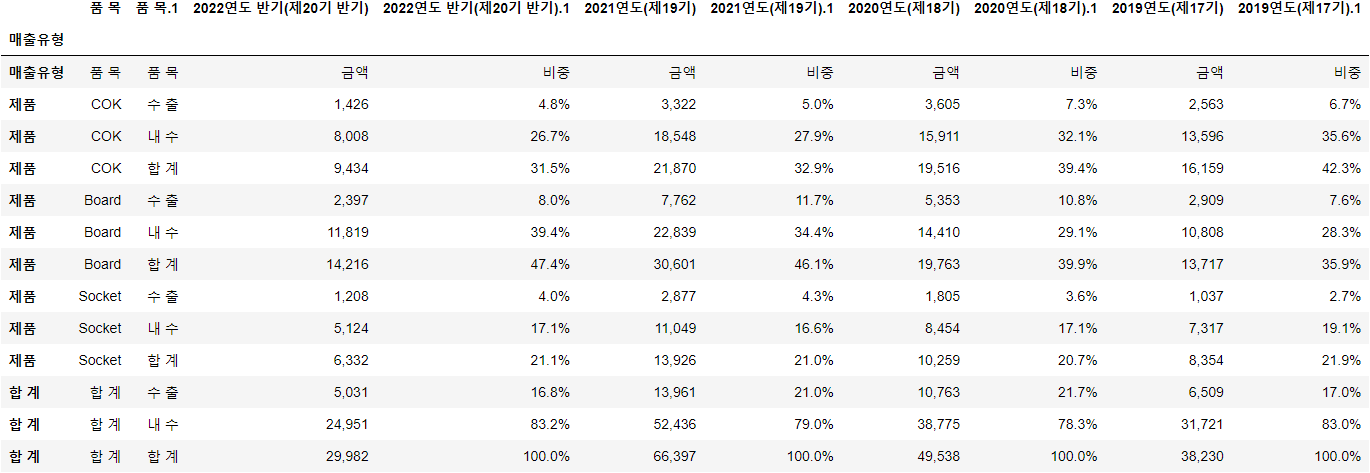 품 목 품 목.1 2022연도 반기(제20기 반기) 2022연도 반기(제20기 반기).1 2021연도(제19기) 2021연도(제19기).1 2020연도(제18기) 2020연도(제18기).1 2019연도(제17기) 2019연도(제17기).1
매출유형
매출유형 품 목 품 목 금액 비중 금액 비중 금액 비중 금액 비중
제품 COK 수 출 1,426 4.8% 3,322 5.0% 3,605 7.3% 2,563 6.7%
제품 COK 내 수 8,008 26.7% 18,548 27.9% 15,911 32.1% 13,596 35.6%
제품 COK 합 계 9,434 31.5% 21,870 32.9% 19,516 39.4% 16,159 42.3%
제품 Board 수 출 2,397 8.0% 7,762 11.7% 5,353 10.8% 2,909 7.6%
제품 Board 내 수 11,819 39.4% 22,839 34.4% 14,410 29.1% 10,808 28.3%
제품 Board 합 계 14,216 47.4% 30,601 46.1% 19,763 39.9% 13,717 35.9%
제품 Socket 수 출 1,208 4.0% 2,877 4.3% 1,805 3.6% 1,037 2.7%
제품 Socket 내 수 5,124 17.1% 11,049 16.6% 8,454 17.1% 7,317 19.1%
제품 Socket 합 계 6,332 21.1% 13,926 21.0% 10,259 20.7% 8,354 21.9%
합 계 합 계 수 출 5,031 16.8% 13,961 21.0% 10,763 21.7% 6,509 17.0%
합 계 합 계 내 수 24,951 83.2% 52,436 79.0% 38,775 78.3% 31,721 83.0%
합 계 합 계 합 계 29,982 100.0% 66,397 100.0% 49,538 100.0% 38,230 100.0%